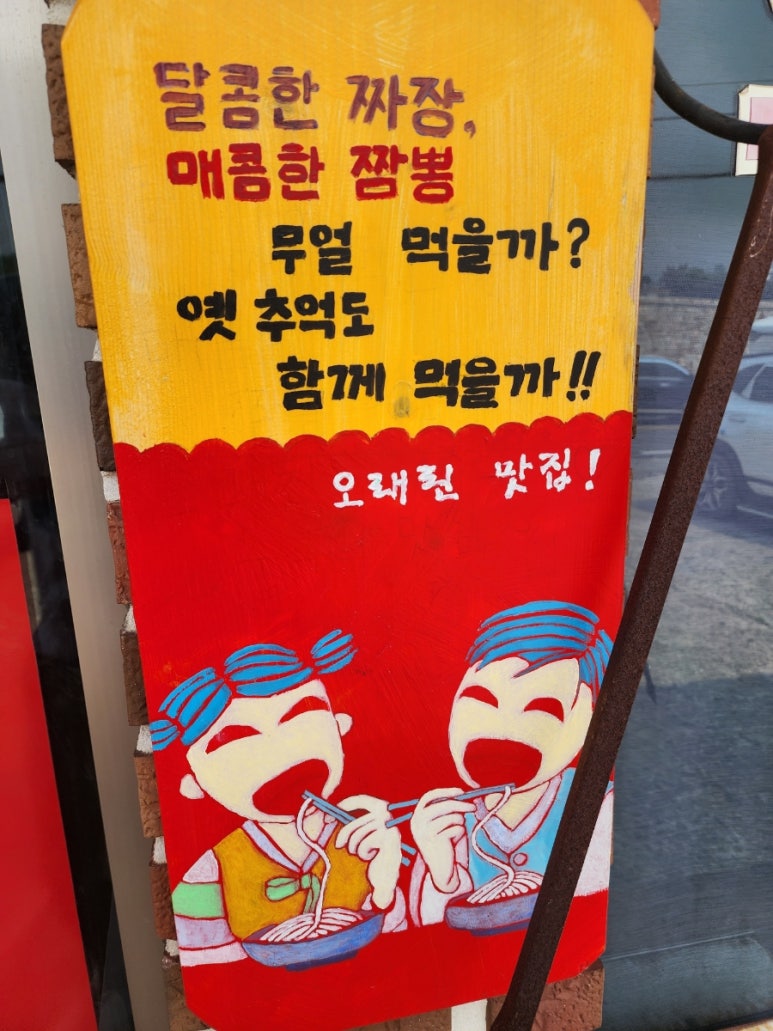 달콤한 짜장,
매콤한 짬뽕
무얼 먹을까?
옛 추억도
함께 먹을까!!
오래된 맛집!